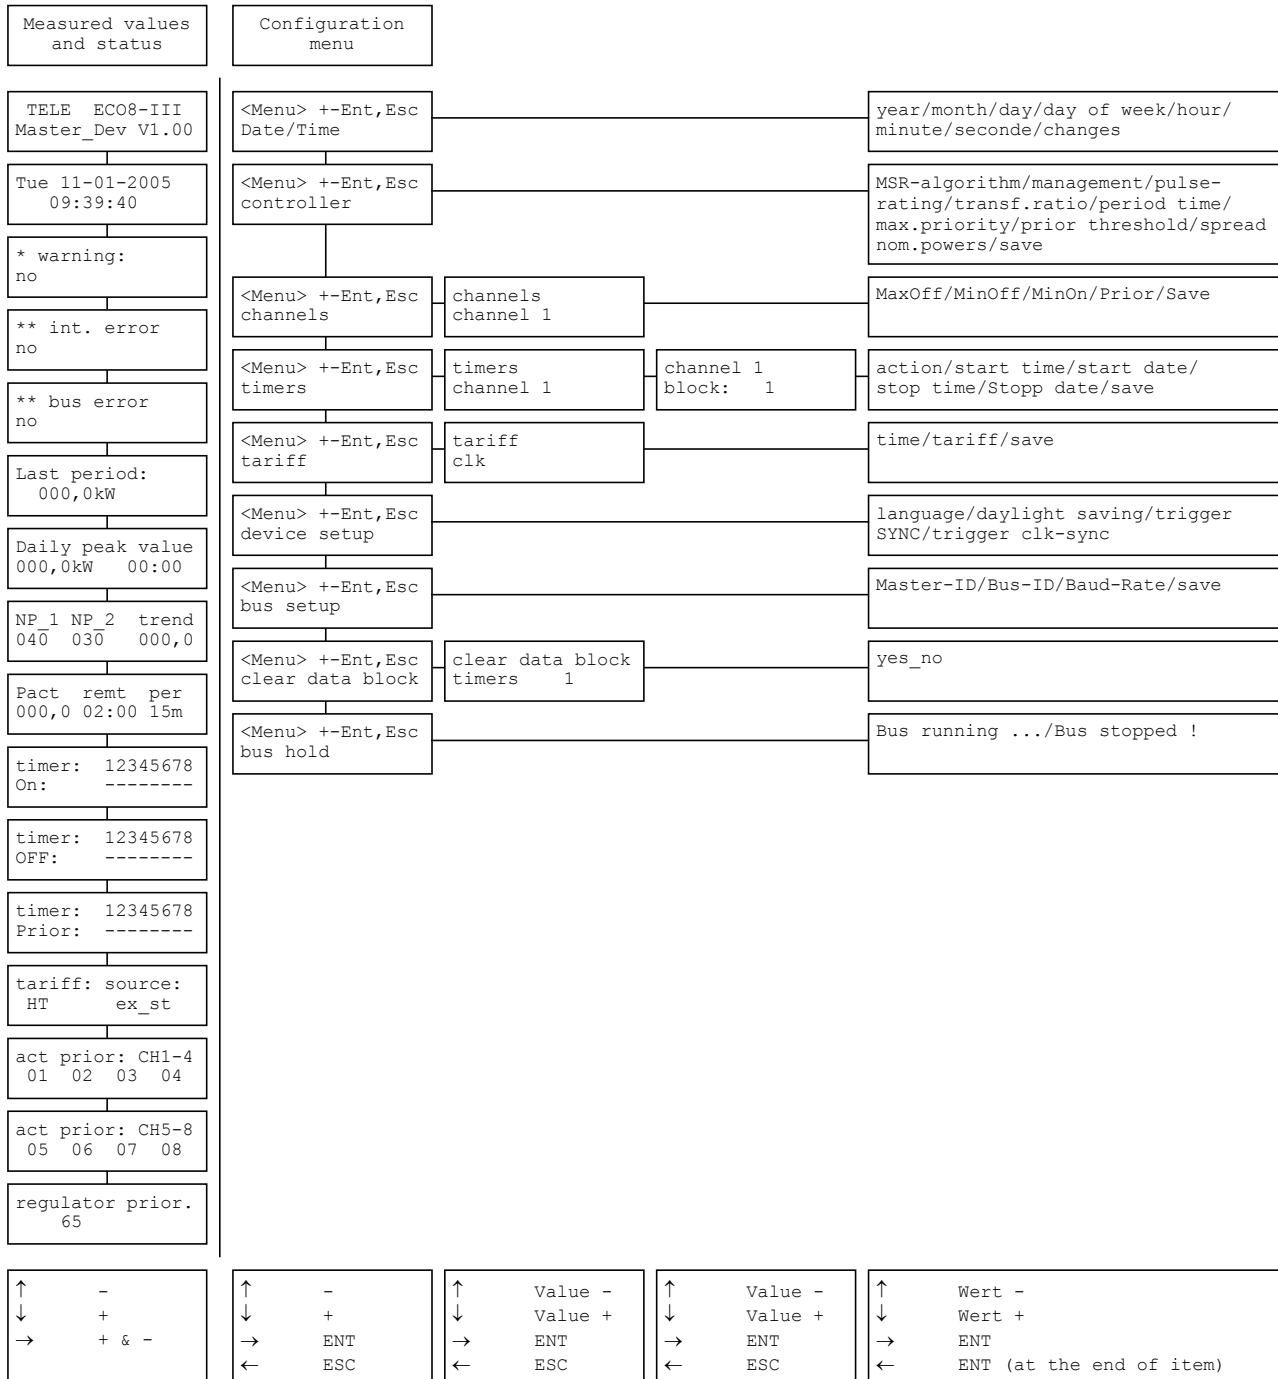 Measured values
and status
Configuration
menu
TELE  ECO8-III
Master_Dev V1.00
Tue 11-01-2005
09:39:40
* warning:
no
** int. error
no
** bus error
no
Last period:
000,0kW
Daily peak value
000,0kW   00:00
NP_1 NP_2  trend
040  030   000,0
Pact  remt  per
000,0 02:00 15m
timer:  12345678
On:     --------
timer:  12345678
OFF:    --------
timer:  12345678
Prior:  --------
tariff: source:
HT      ex_st
act prior: CH1-4
01  02  03  04
act prior: CH5-8
05  06  07  08
regulator prior.
65
<Menu> +-Ent,Esc
Date/Time
year/month/day/day of week/hour/
minute/seconde/changes
<Menu> +-Ent,Esc
controller
MSR-algorithm/management/pulse-
rating/transf.ratio/period time/
max.priority/prior threshold/spread
nom.powers/save
<Menu> +-Ent,Esc
channels
channels
channel 1
MaxOff/MinOff/MinOn/Prior/Save
<Menu> +-Ent,Esc
timers
timers
channel 1
channel 1
block:   1
action/start time/start date/
stop time/Stopp date/save
<Menu> +-Ent,Esc
tariff
tariff
clk
time/tariff/save
<Menu> +-Ent,Esc
device setup
language/daylight saving/trigger
SYNC/trigger clk-sync
<Menu> +-Ent,Esc
bus setup
Master-ID/Bus-ID/Baud-Rate/save
<Menu> +-Ent,Esc
clear data block
clear data block
timers    1
yes_no
<Menu> +-Ent,Esc
bus hold
Bus running .../Bus stopped !
↑ -
↓ +
→ + & -
↑ -
↓ +
→ ENT
← ESC
↑ Value -
↓ Value +
→ ENT
← ESC
↑ Value -
↓ Value +
→ ENT
← ESC
↑ Wert -
↓ Wert +
→ ENT
← ENT (at the end of item)